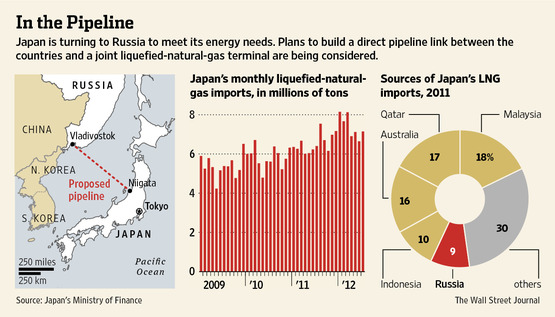 In the Pipeline
Japan is turning to Russia to meet its energy needs. Plans to build a direct pipeline link between the
countries and a joint liquefied-natural-gas terminal are being considered.
RUSSIA
CHINA
Vladivostok
N. KOREA
Proposed
pipeline
Niigata
Tokyo
S. KOREA
JAPAN
250 miles
250 km
Pacific
Ocean
Japan's monthly liquefied-natural-
gas imports, in millions of tons
8
6
4
2
0
2009
'10
'11
'12
Sources of Japan's LNG
imports, 2011
Qatar
Malaysia
Australia
17
18%
16
30
10
9
Indonesia
Russia
others
Source: Japan's Ministry of Finance
The Wall Street Journal